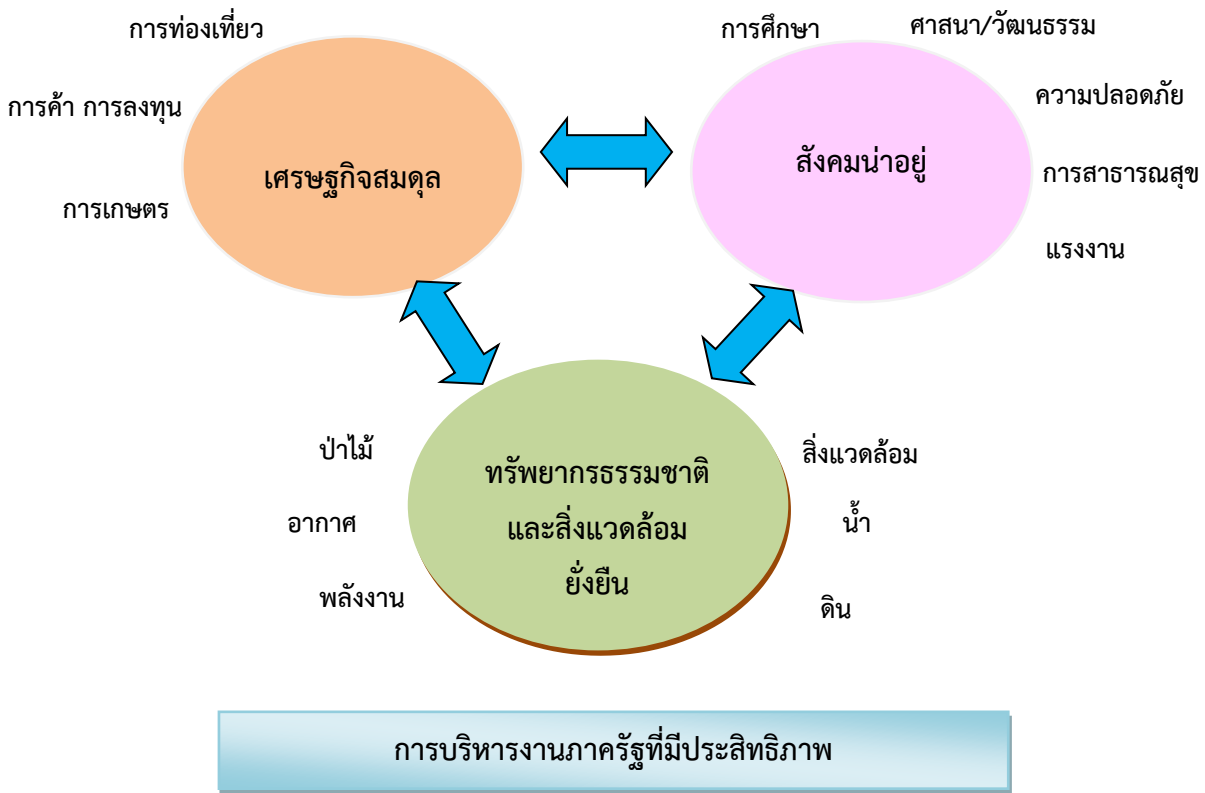 การท่องเที่ยว
การค้า การลงทุน
การเกษตร
เศรษฐกิจสมดุล
การศึกษา
ศาสนา/วัฒนธรรม
ความปลอดภัย
การสาธารณสุข
แรงงาน
สังคมน่าอยู่
ป่าไม้
อากาศ
พลังงาน
ทรัพยากรธรรมชาติ
และสิ่งแวดล้อม
ยั่งยืน
สิ่งแวดล้อม
น้ำ
ดิน
การบริหารงานภาครัฐที่มีประสิทธิภาพ